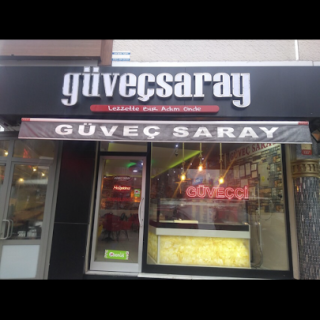 güveçsaray
Lezzette Bir Adım Önde
GÜVEÇ SARAY
GÜVEÇÇİ